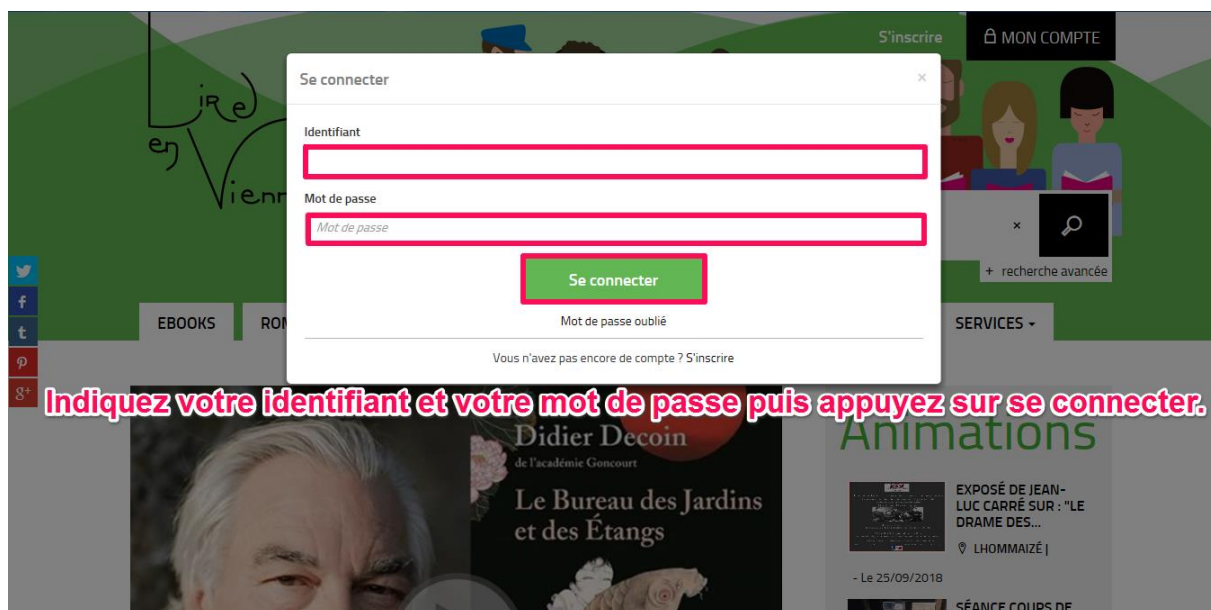 S'inscrire
MON COMPTE
Lire
en
Vienn
Se connecter
×
Identifiant
Mot de passe
Mot de passe
Se connecter
Mot de passe oublié
Vous n'avez pas encore de compte ? S'inscrire
×
+ recherche avancée
f
t
g+
EBOOKS
ROM
SERVICES
Indiquez votre identifiant et votre mot de passe puis appuyez sur se connecter.
Didier Decoin
de l'académie Goncourt
Le Bureau des Jardins
et des Étangs
Animations
EXPOSÉ DE JEAN-
LUC CARRÉ SUR : "LE
DRAME DES...
LHOMMAIZÉ |
- Le 25/09/2018
SÉANCE COUPS DE